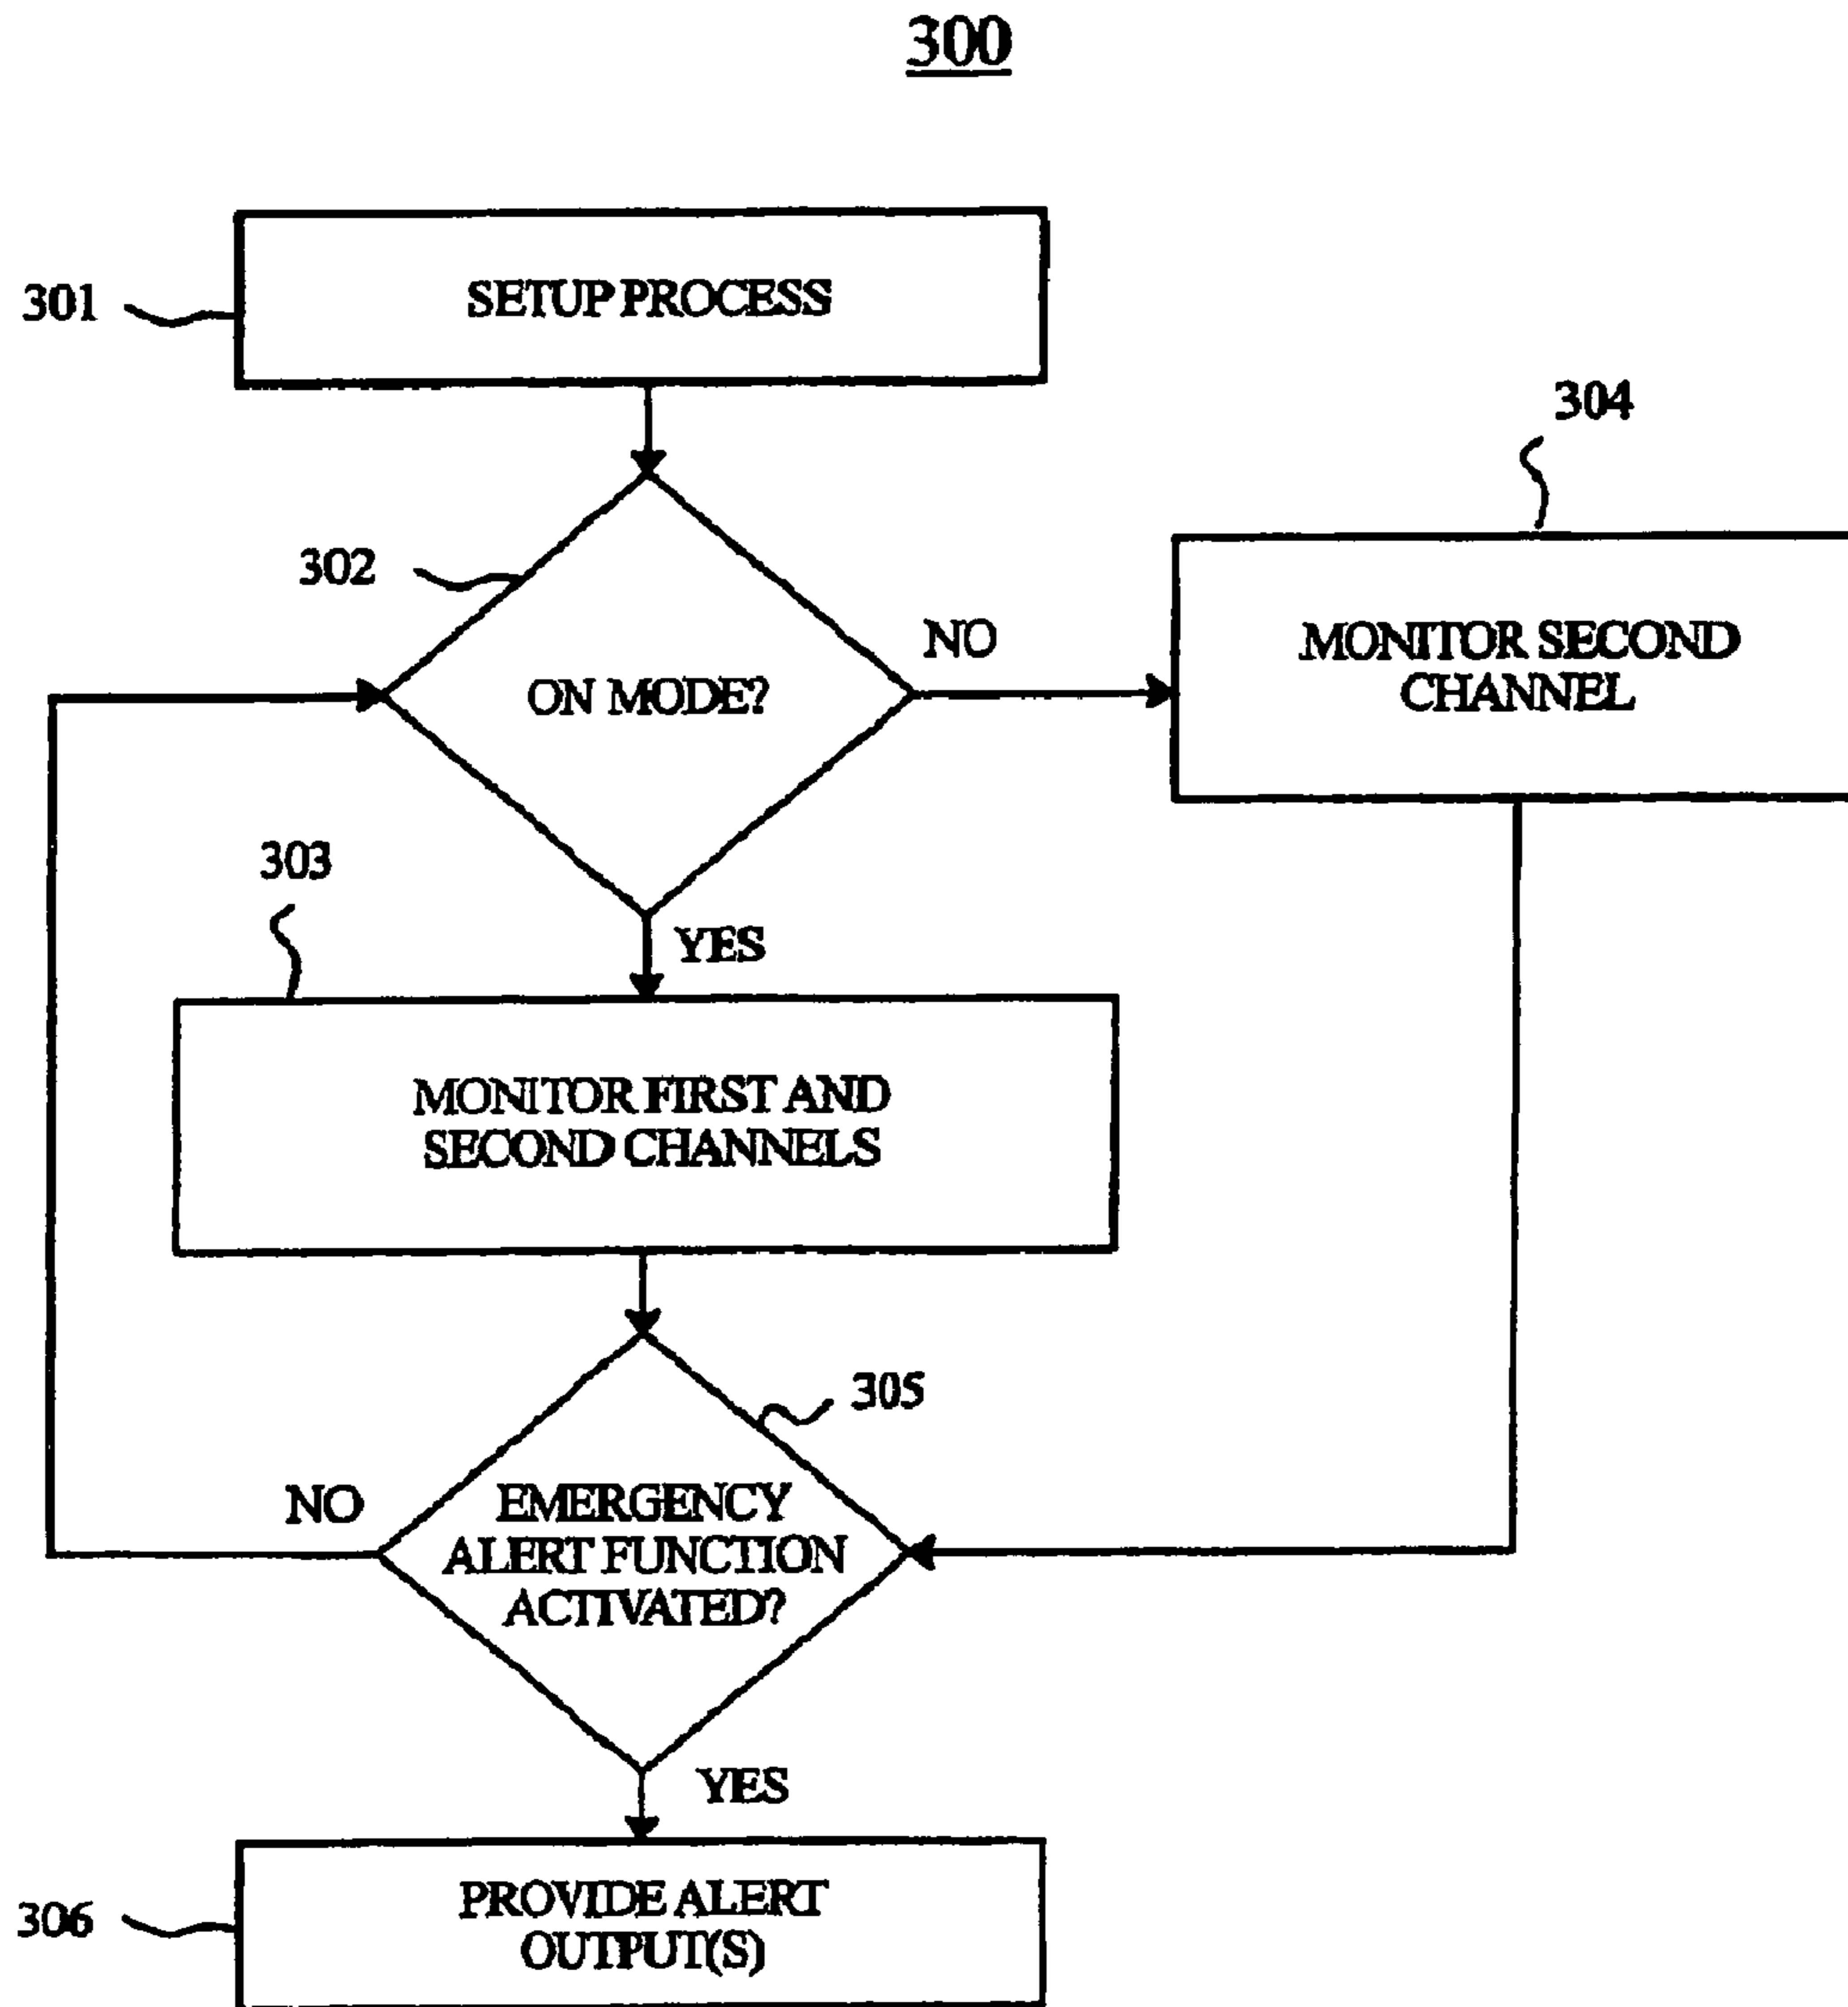 300
301
SETUP PROCESS
304
302
NO
MONITOR SECOND
CHANNEL
ON MODE?
303
YES
MONITOR FIRST AND
SECOND CHANNELS
305
NO
EMERGENCY
ALERT FUNCTION
ACTIVATED?
YES
306
PROVIDE ALERT
OUTPUT(S)